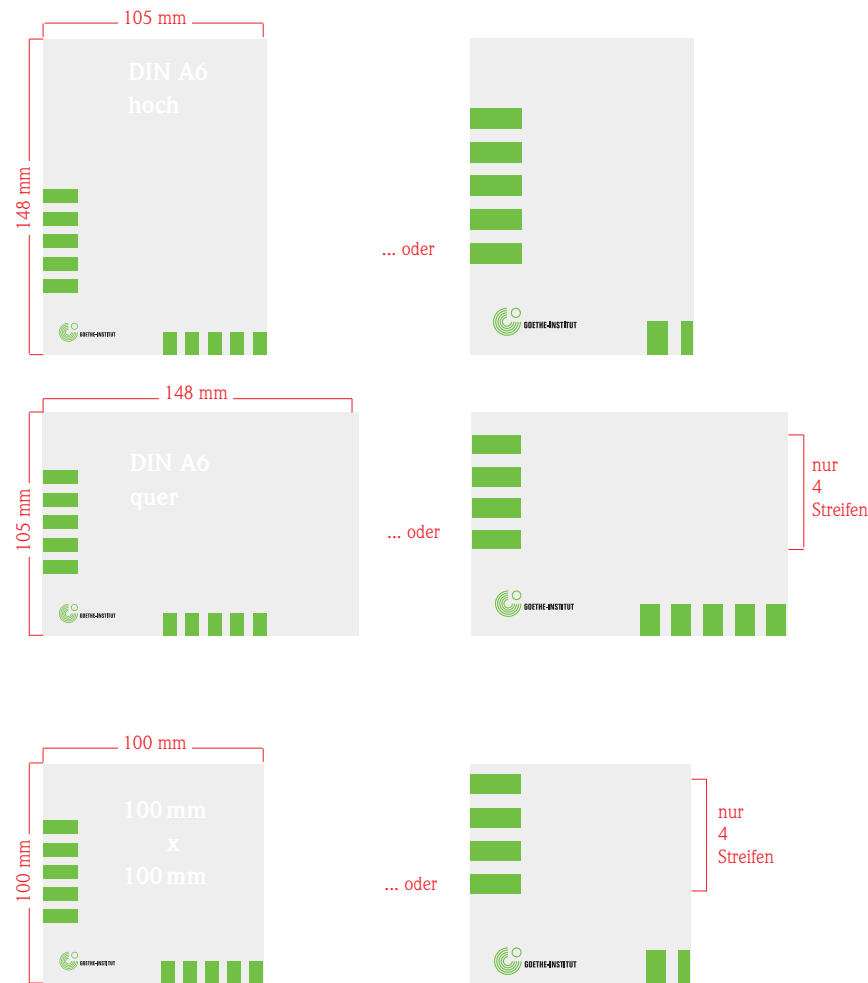 105 mm
148 mm
DIN A6
hoch
GOETHE-INSTITUT
... oder
GOETHE-INSTITUT
148 mm
105 mm
DIN A6
quer
GOETHE-INSTITUT
... oder
GOETHE-INSTITUT
nur
4
Streifen
100 mm
100 mm
100 mm
x
100 mm
GOETHE-INSTITUT
... oder
GOETHE-INSTITUT
nur
4
Streifen